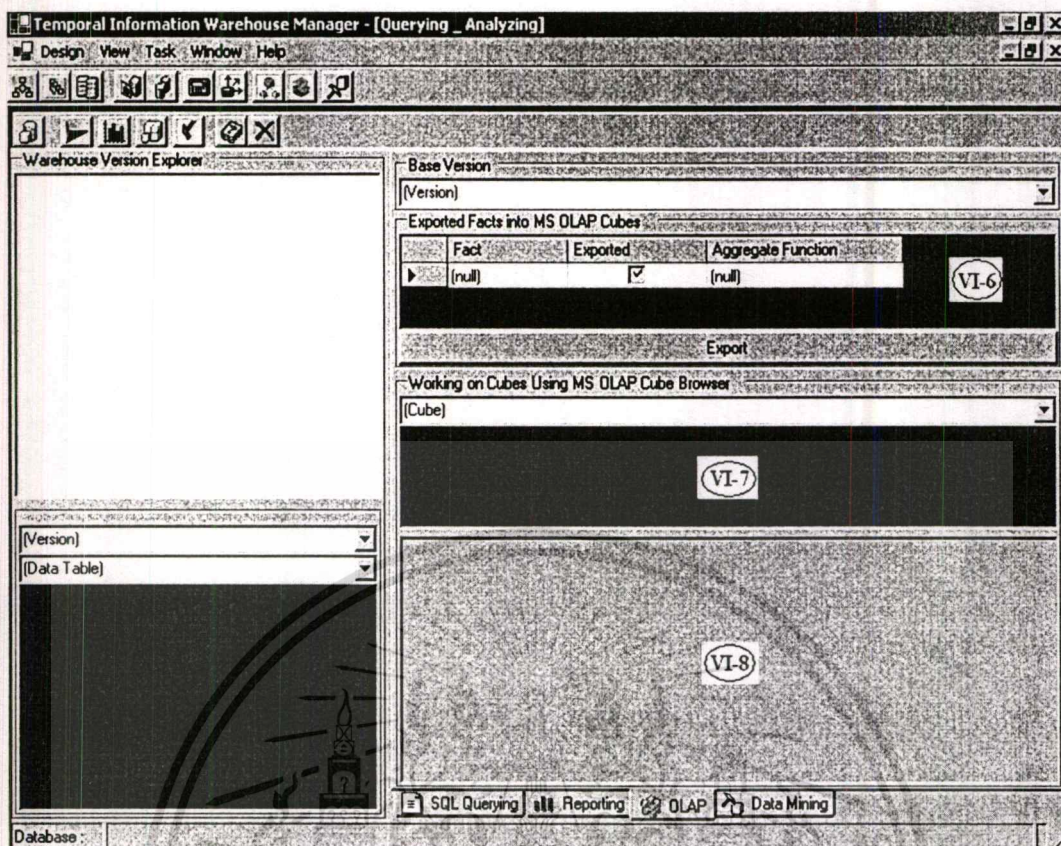 Temporal Information Warehouse Manager - [Querying _ Analyzing]
Design View Task Window Help
Warehouse Version Explorer
(Version)
(Data Table)
Base Version
(Version)
Exported Facts into MS OLAP Cubes
Fact Exported Aggregate Function
(null) (null)
VI-6
Export
Working on Cubes Using MS OLAP Cube Browser
(Cube)
VI-7
VI-8
SQL Querying Reporting OLAP Data Mining
Database :